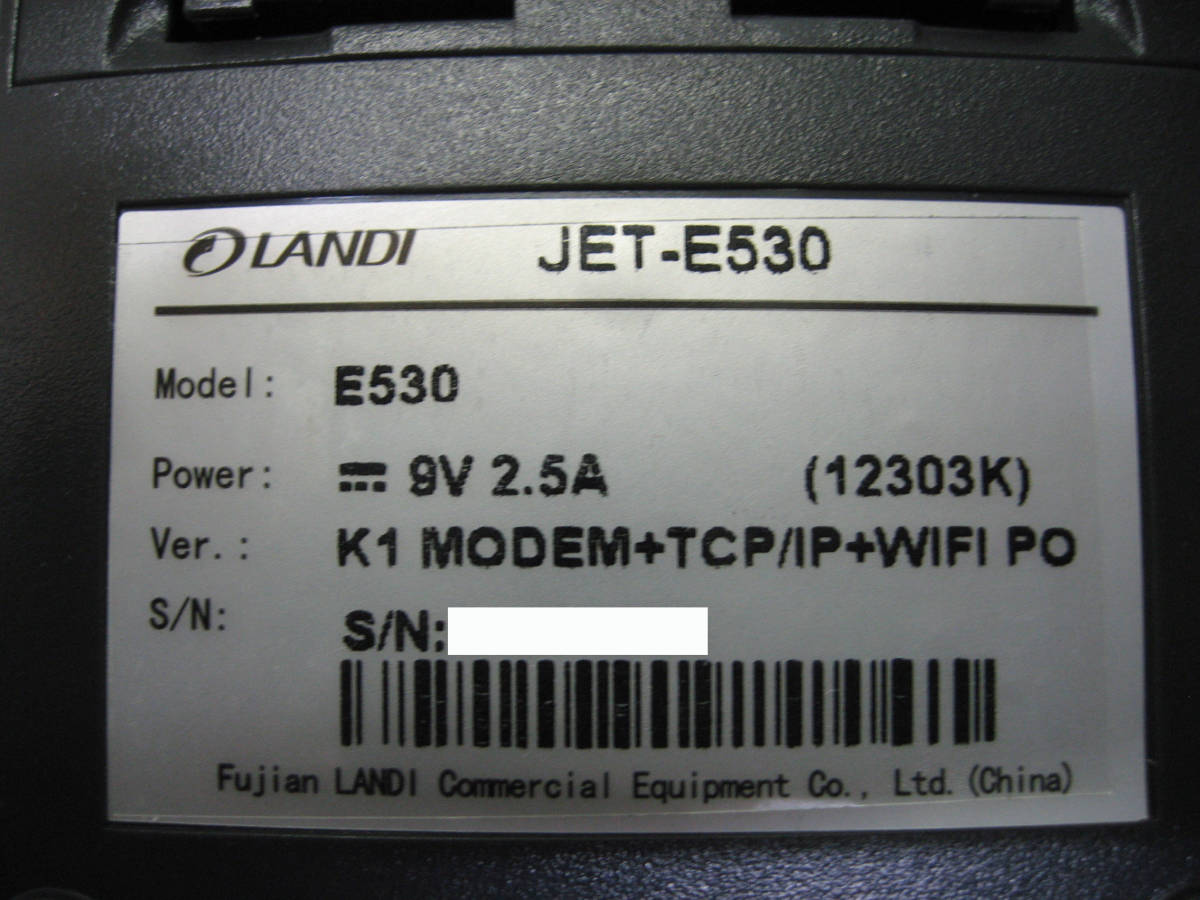 LANDI JET-E530
Model: E530
Power: ⎓ 9V 2.5A (12303K)
Ver.: K1 MODEM+TCP/IP+WIFI PO
S/N: S/N:
Fujian LANDI Commercial Equipment Co., Ltd.(China)